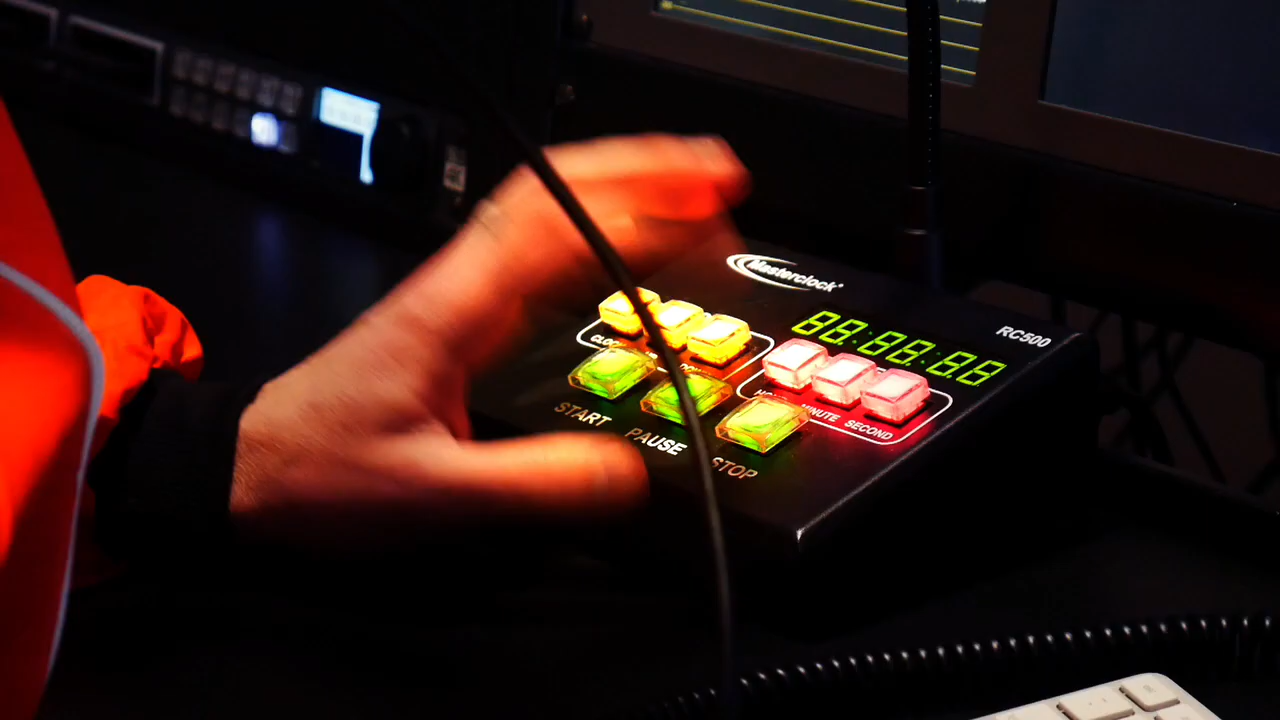 Masterclock®
RC500
88:88:88
MINUTE SECOND
START PAUSE STOP